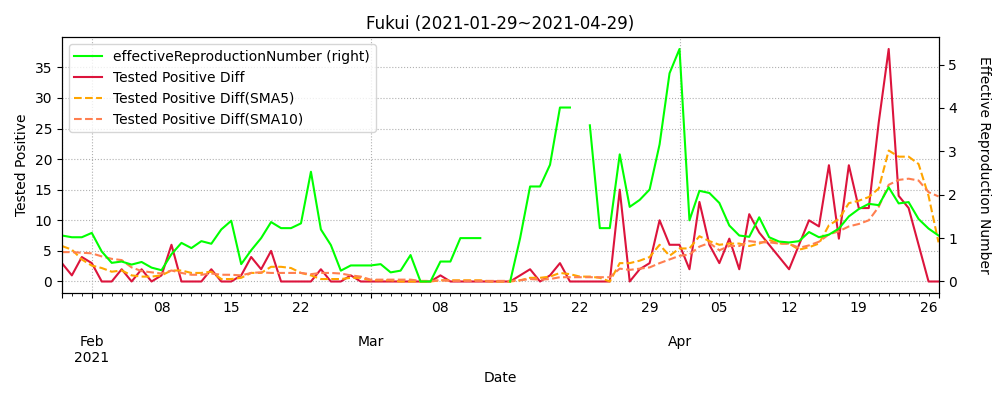 Fukui (2021-01-29~2021-04-29)
effectiveReproductionNumber (right)
Tested Positive Diff
Tested Positive Diff(SMA5)
Tested Positive Diff(SMA10)
Tested Positive
35
30
25
20
15
10
5
0
5
4
3
2
1
0
Effective Reproduction Number
08 15 22 08 15 22 29 05 12 19 26
Feb Mar Apr
2021
Date